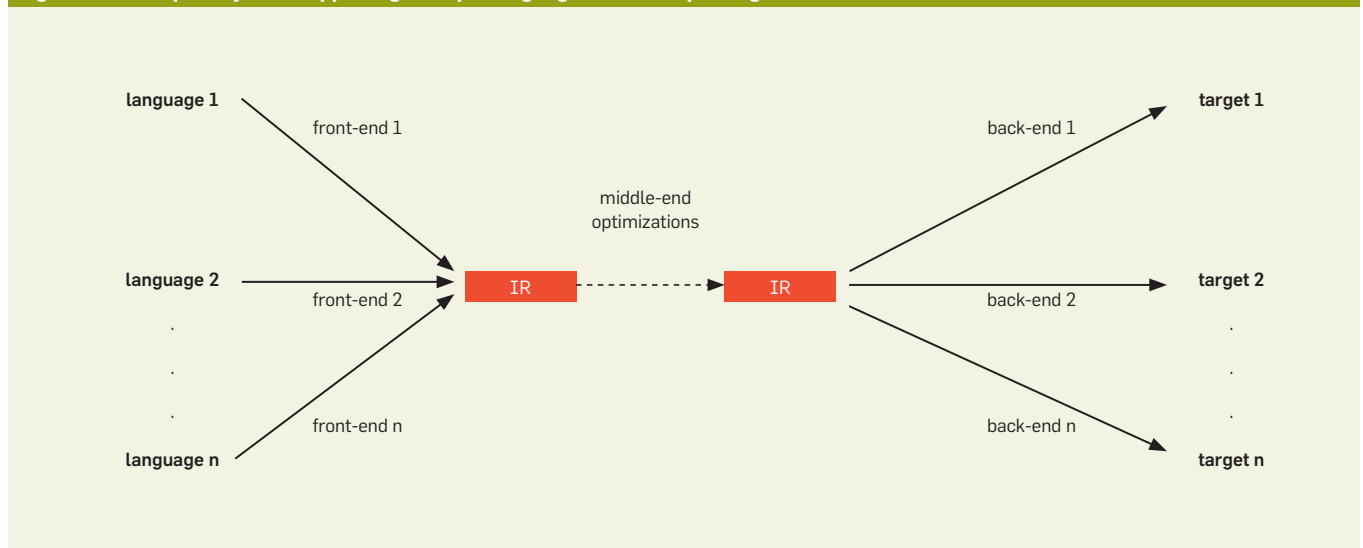 language 1
front-end 1
back-end 1
target 1
middle-end
optimizations
language 2
front-end 2
IR
IR
back-end 2
target 2
.
.
.
.
.
.
front-end n
back-end n
language n
target n